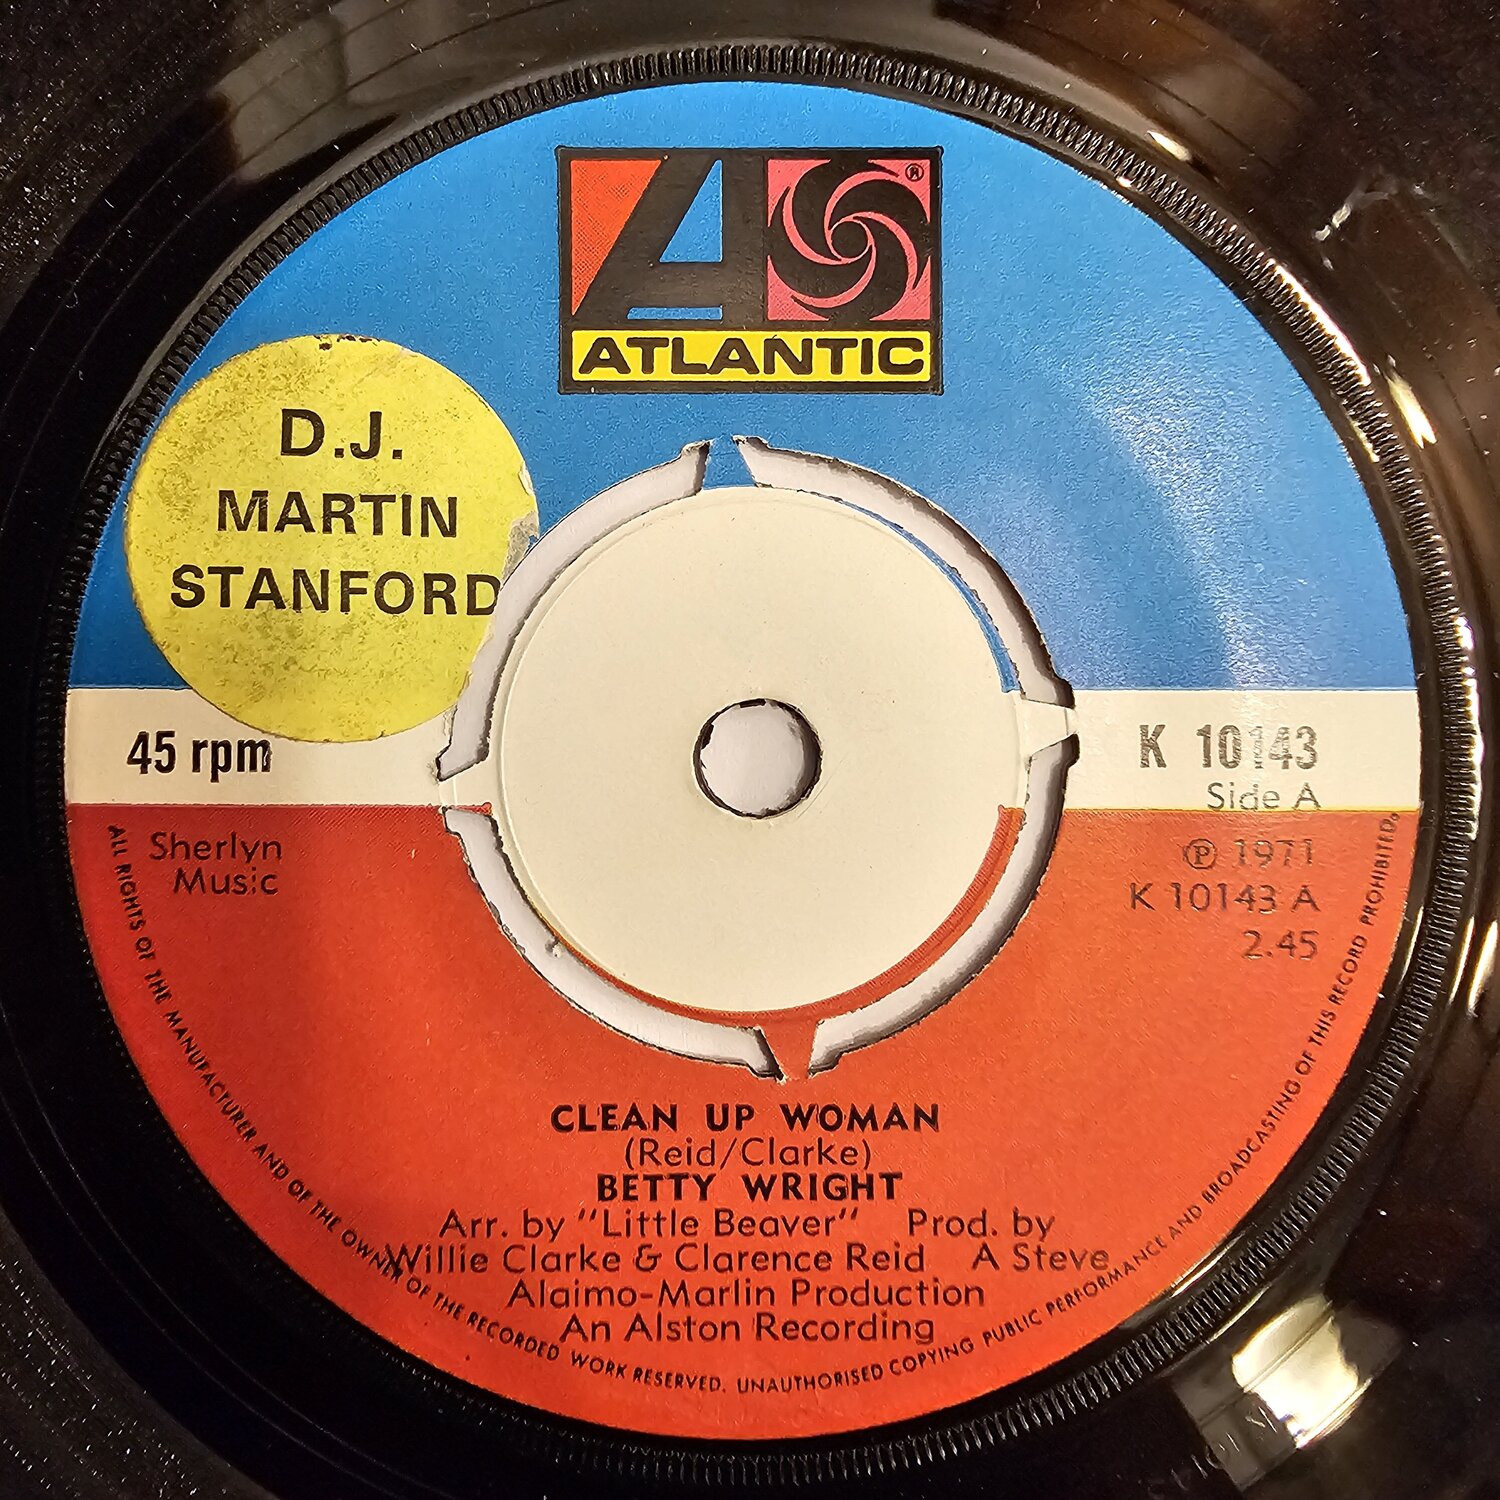 ATLANTIC
®
D.J.
MARTIN
STANFORD
45 rpm
K 10143
Side A
Sherlyn
Music
Ⓟ 1971
K 10143 A
2.45
CLEAN UP WOMAN
(Reid/Clarke)
BETTY WRIGHT
Arr. by "Little Beaver" Prod. by
Willie Clarke & Clarence Reid A Steve
Alaimo-Marlin Production
An Alston Recording
ALL RIGHTS OF THE MANUFACTURER AND OF THE OWNER OF THE RECORDED WORK RESERVED. UNAUTHORISED COPYING PUBLIC PERFORMANCE AND BROADCASTING OF THIS RECORD PROHIBITED.